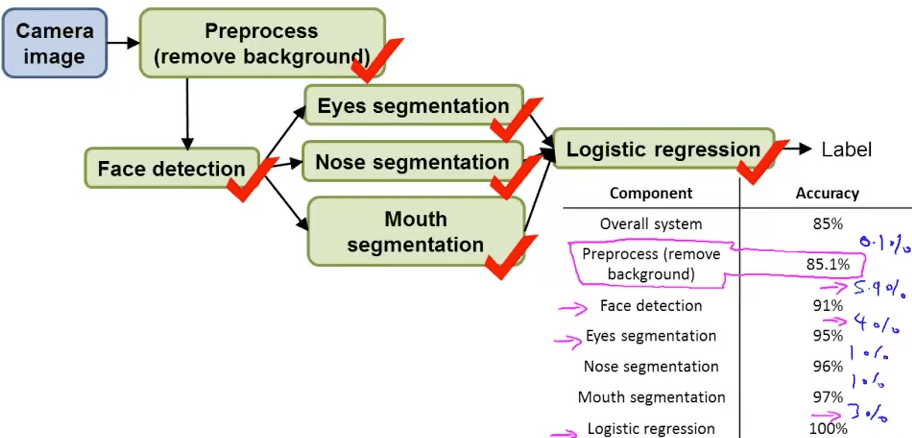 Camera
image
Preprocess
(remove background)
Eyes segmentation
Face detection
Nose segmentation
Mouth
segmentation
Logistic regression
Label
Component Accuracy
Overall system 85%
0.1%
Preprocess (remove
background) 85.1%
5.9%
Face detection 91%
4%
Eyes segmentation 95%
1%
Nose segmentation 96%
1%
Mouth segmentation 97%
3%
Logistic regression 100%